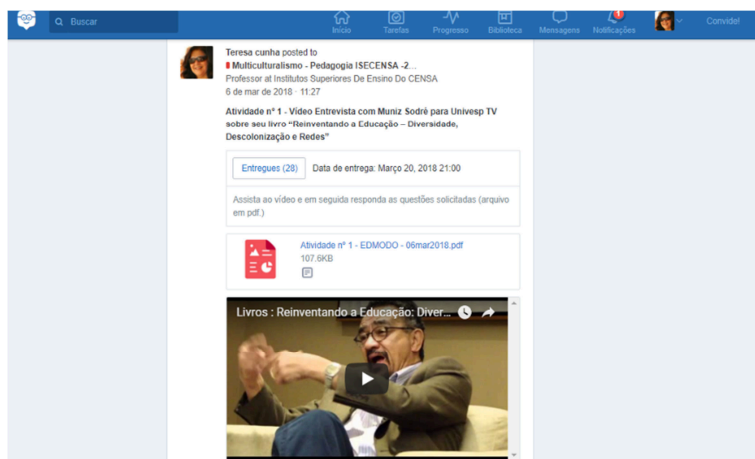 Buscar
Início
Tarefas
Progresso
Biblioteca
Mensagens
1
Notificações
Convide!
Teresa cunha posted to
Multiculturalismo - Pedagogia ISECENSA -2...
Professor at Institutos Superiores De Ensino Do CENSA
6 de mar de 2018 · 11:27
Atividade nº 1 - Vídeo Entrevista com Muniz Sodré para Univesp TV
sobre seu livro "Reinventando a Educação – Diversidade,
Descolonização e Redes"
Entregues (28) Data de entrega: Março 20, 2018 21:00
Assista ao vídeo e em seguida responda as questões solicitadas (arquivo
em pdf.)
Atividade nº 1 - EDMODO - 06mar2018.pdf
107.6KB
Livros : Reinventando a Educação: Diver...